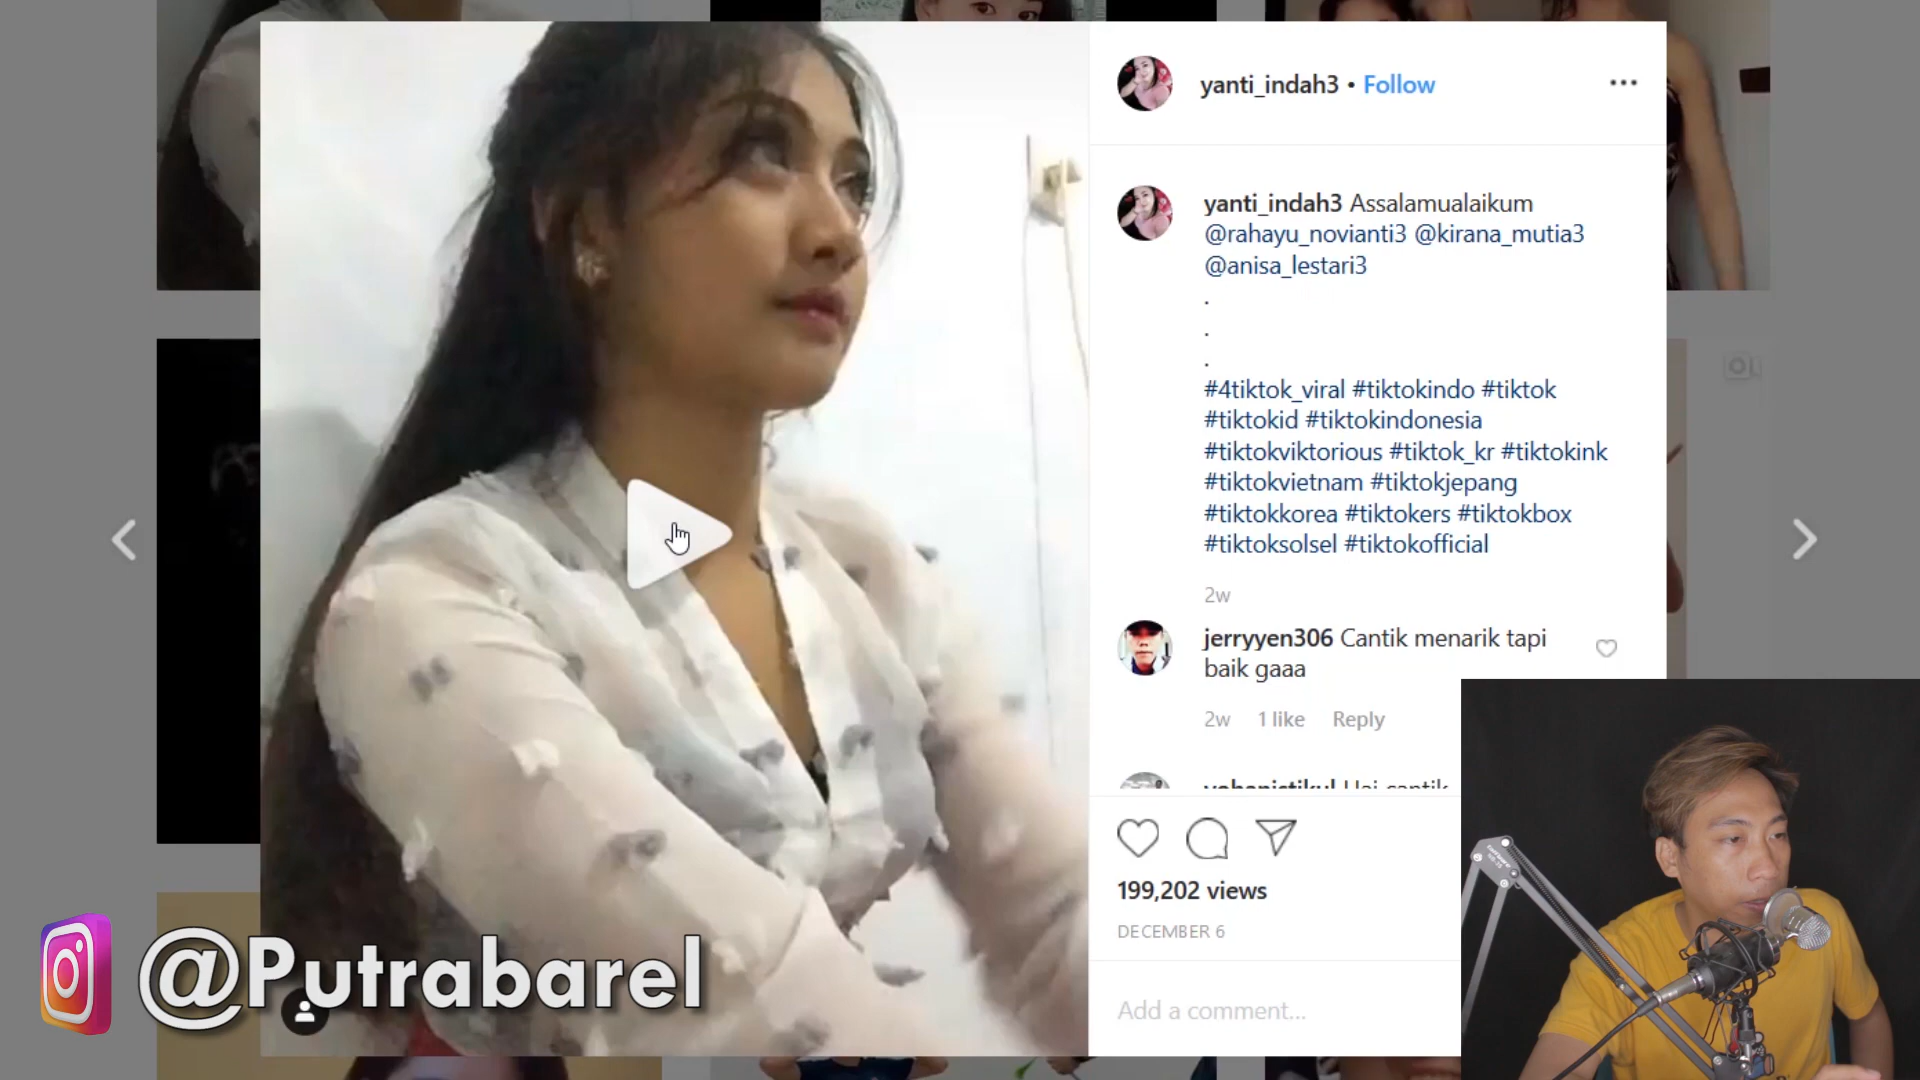 yanti_indah3 • Follow
yanti_indah3 Assalamualaikum
@rahayu_novianti3 @kirana_mutia3
@anisa_lestari3
.
.
.
#4tiktok_viral #tiktokindo #tiktok
#tiktokid #tiktokindonesia
#tiktokviktorious #tiktok_kr #tiktokink
#tiktokvietnam #tiktokjepang
#tiktokkorea #tiktokers #tiktokbox
#tiktoksolsel #tiktokofficial
2w
jerryyen306 Cantik menarik tapi
baik gaaa
2w 1 like Reply
Hai cantik
199,202 views
DECEMBER 6
Add a comment...
@Putrabarel